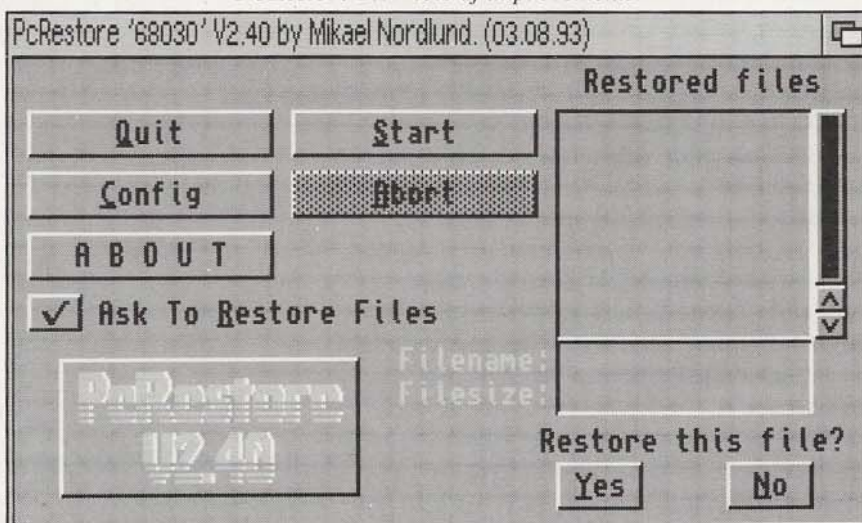 PcRestore '68030' V2.40 by Mikael Nordlund. (03.08.93)
Restored files
Quit
Start
Config
Abort
A B O U T
Ask To Restore Files
Filename:
Filesize:
PcRestore
V2.40
Restore this file?
Yes
No